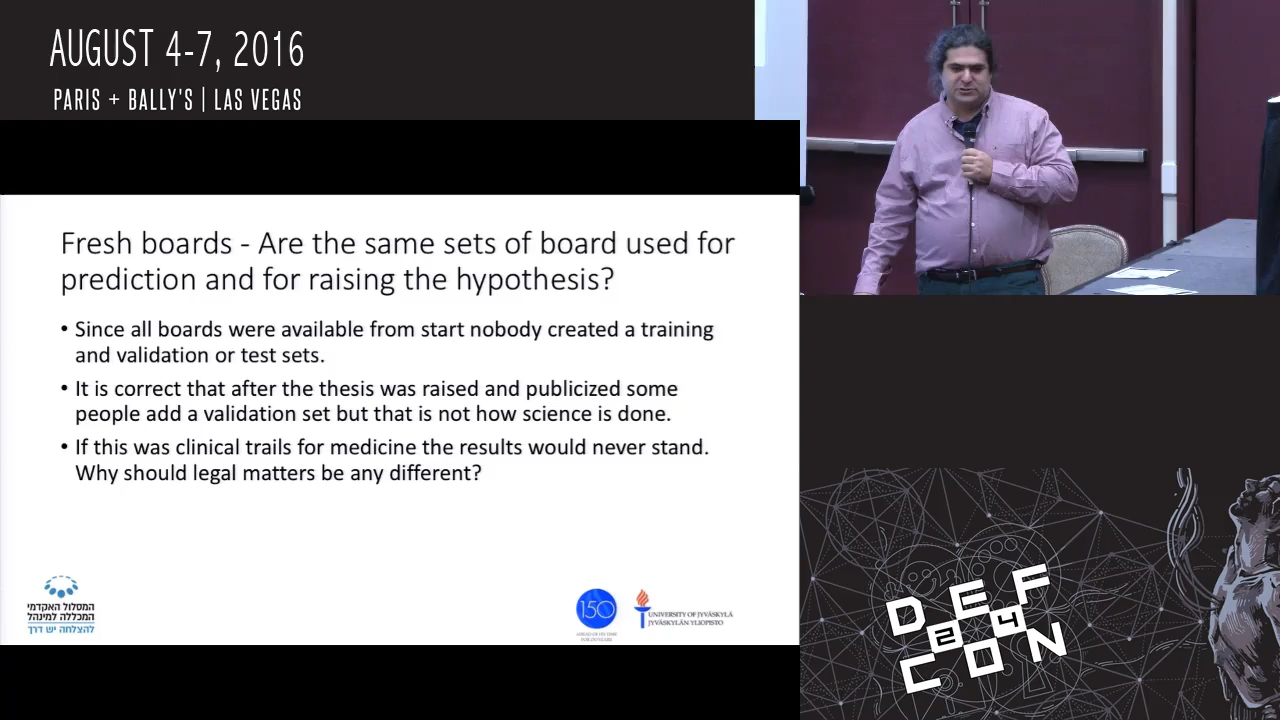 AUGUST 4-7, 2016
PARIS + BALLY'S | LAS VEGAS
Fresh boards - Are the same sets of board used for
prediction and for raising the hypothesis?
• Since all boards were available from start nobody created a training
and validation or test sets.
• It is correct that after the thesis was raised and publicized some
people add a validation set but that is not how science is done.
• If this was clinical trails for medicine the results would never stand.
Why should legal matters be any different?
המסלול האקדמי
המכללה למינהל
להצלחה יש דרך
150
UNIVERSITY OF JYVÄSKYLÄ
JYVÄSKYLÄN YLIOPISTO
DEF
24
CON